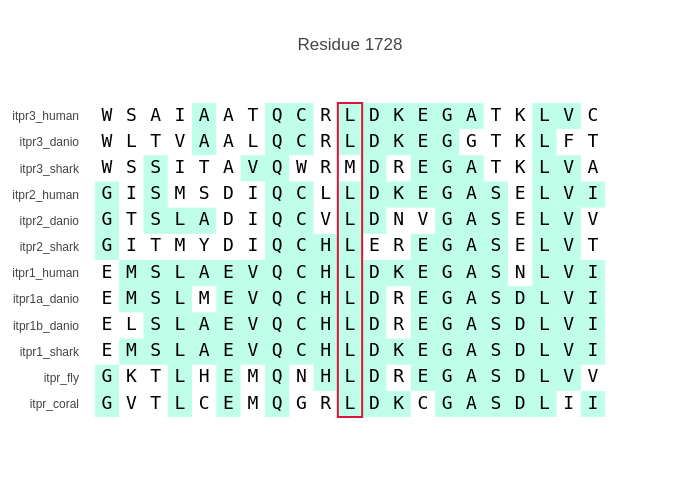 Residue 1728
itpr3_human W S A I A A T Q C R L D K E G A T K L V C
itpr3_danio W L T V A A L Q C R L D K E G G T K L F T
itpr3_shark W S S I T A V Q W R M D R E G A T K L V A
itpr2_human G I S M S D I Q C L L D K E G A S E L V I
itpr2_danio G T S L A D I Q C V L D N V G A S E L V V
itpr2_shark G I T M Y D I Q C H L E R E G A S E L V T
itpr1_human E M S L A E V Q C H L D K E G A S N L V I
itpr1a_danio E M S L M E V Q C H L D R E G A S D L V I
itpr1b_danio E L S L A E V Q C H L D R E G A S D L V I
itpr1_shark E M S L A E V Q C H L D K E G A S D L V I
itpr_fly G K T L H E M Q N H L D R E G A S D L V V
itpr_coral G V T L C E M Q G R L D K C G A S D L I I